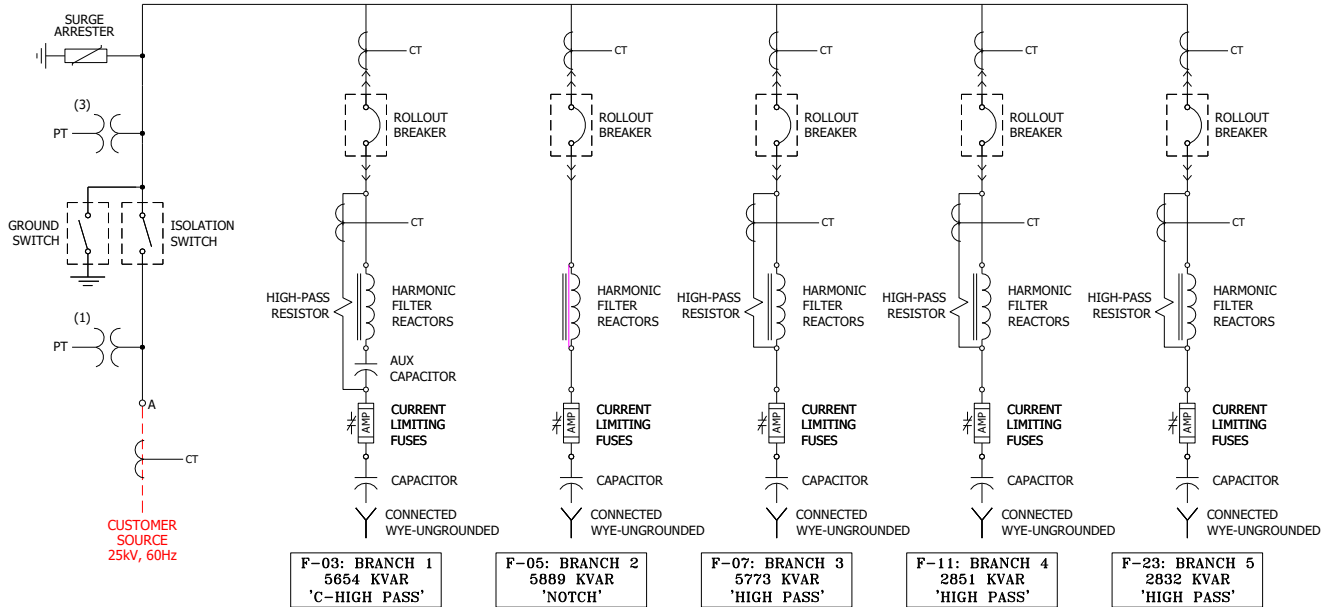 SURGE
ARRESTER
(3)
PT
GROUND
SWITCH
ISOLATION
SWITCH
(1)
PT
A
CT
CUSTOMER
SOURCE
25kV, 60Hz
CT
ROLLOUT
BREAKER
CT
HIGH-PASS
RESISTOR
HARMONIC
FILTER
REACTORS
AUX
CAPACITOR
AMP
CURRENT
LIMITING
FUSES
CAPACITOR
CONNECTED
WYE-UNGROUNDED
F-03: BRANCH 1
5654 KVAR
'C-HIGH PASS'
CT
ROLLOUT
BREAKER
HARMONIC
FILTER
REACTORS
AMP
CURRENT
LIMITING
FUSES
CAPACITOR
CONNECTED
WYE-UNGROUNDED
F-05: BRANCH 2
5889 KVAR
'NOTCH'
CT
ROLLOUT
BREAKER
CT
HIGH-PASS
RESISTOR
HARMONIC
FILTER
REACTORS
AMP
CURRENT
LIMITING
FUSES
CAPACITOR
CONNECTED
WYE-UNGROUNDED
F-07: BRANCH 3
5773 KVAR
'HIGH PASS'
CT
ROLLOUT
BREAKER
CT
HIGH-PASS
RESISTOR
HARMONIC
FILTER
REACTORS
AMP
CURRENT
LIMITING
FUSES
CAPACITOR
CONNECTED
WYE-UNGROUNDED
F-11: BRANCH 4
2851 KVAR
'HIGH PASS'
CT
ROLLOUT
BREAKER
CT
HIGH-PASS
RESISTOR
HARMONIC
FILTER
REACTORS
AMP
CURRENT
LIMITING
FUSES
CAPACITOR
CONNECTED
WYE-UNGROUNDED
F-23: BRANCH 5
2832 KVAR
'HIGH PASS'